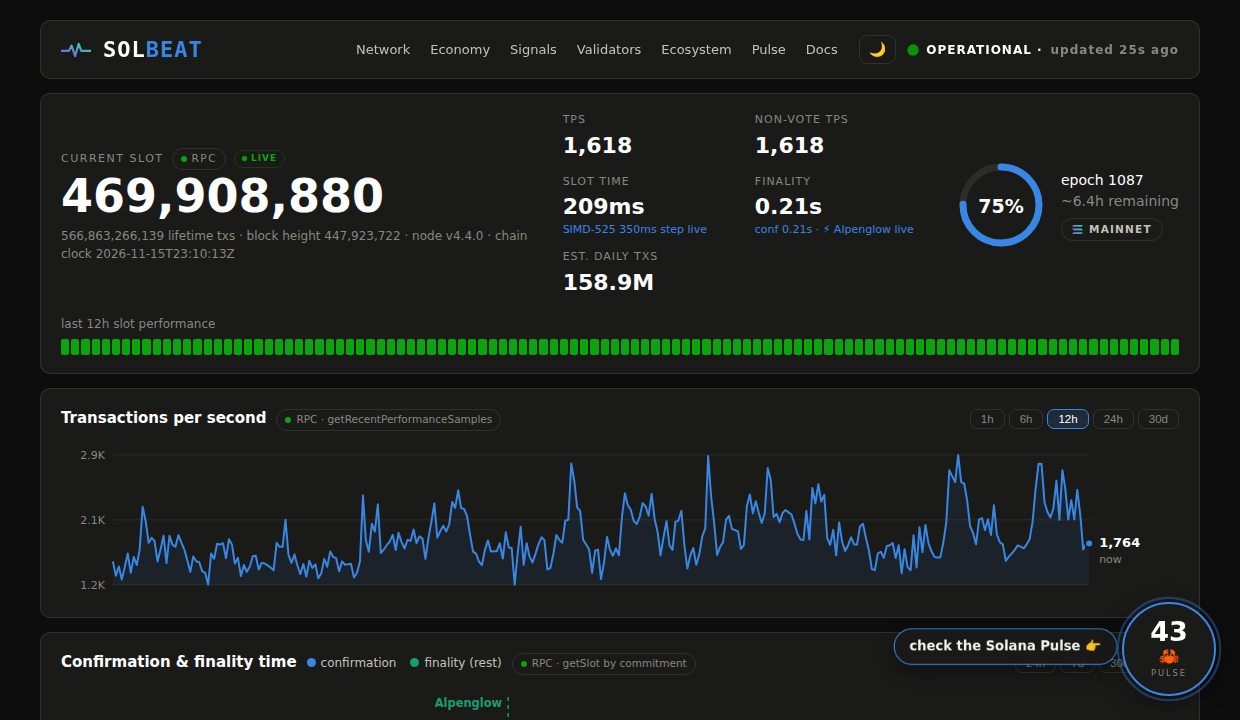 SOLBEAT
Network Economy Signals Validators Ecosystem Pulse Docs 🌙 OPERATIONAL · updated 25s ago
CURRENT SLOT RPC LIVE
469,908,880
566,863,266,139 lifetime txs · block height 447,923,722 · node v4.4.0 · chain
clock 2026-11-15T23:10:13Z
TPS
1,618
NON-VOTE TPS
1,618
SLOT TIME
209ms
SIMD-525 350ms step live
FINALITY
0.21s
conf 0.21s · ⚡ Alpenglow live
EST. DAILY TXS
158.9M
75%
epoch 1087
~6.4h remaining
MAINNET
last 12h slot performance
Transactions per second RPC · getRecentPerformanceSamples
1h 6h 12h 24h 30d
2.9K
2.1K
1.2K
1,764
now
Confirmation & finality time confirmation finality (rest) RPC · getSlot by commitment
check the Solana Pulse 👉
43
🦀
PULSE
Alpenglow